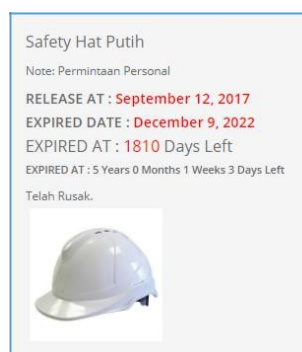 Safety Hat Putih
Note: Permintaan Personal
RELEASE AT : September 12, 2017
EXPIRED DATE : December 9, 2022
EXPIRED AT : 1810 Days Left
EXPIRED AT : 5 Years 0 Months 1 Weeks 3 Days Left
Telah Rusak.